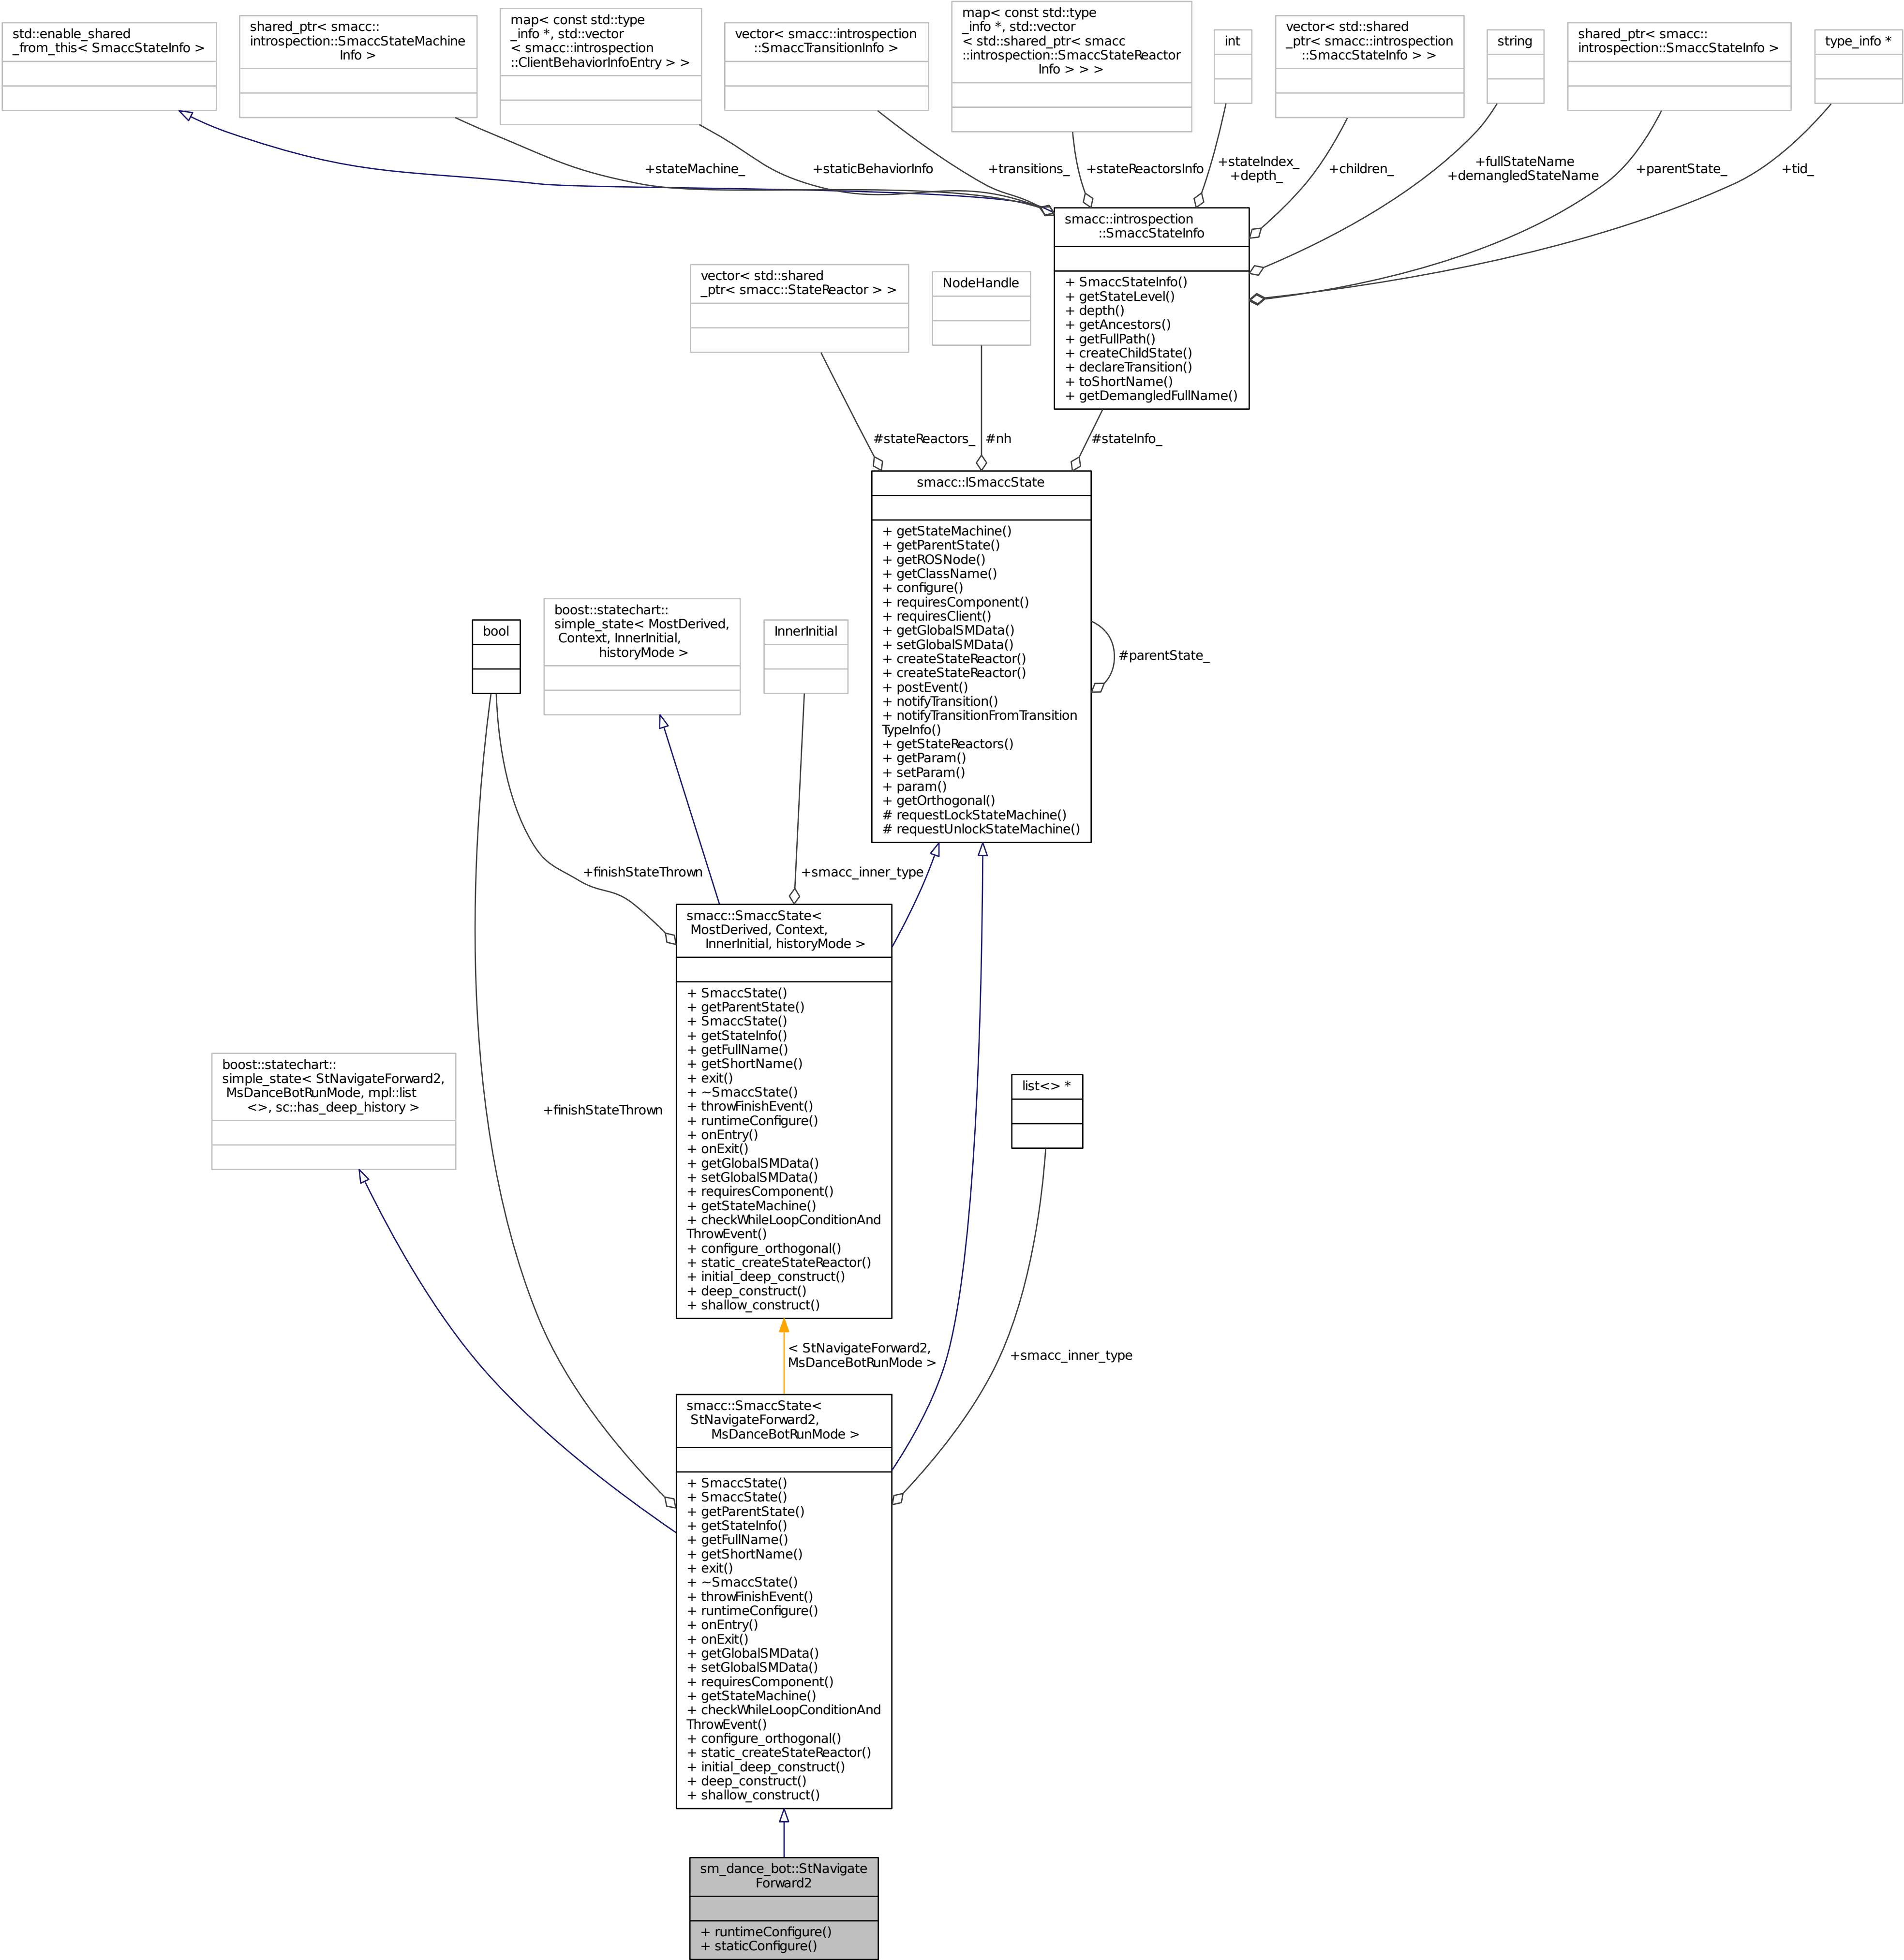 std::enable_shared
_from_this< SmaccStateInfo >
shared_ptr< smacc::
introspection::SmaccStateMachine
Info >
map< const std::type
_info *, std::vector
< smacc::introspection
::ClientBehaviorInfoEntry > >
vector< smacc::introspection
::SmaccTransitionInfo >
map< const std::type
_info *, std::vector
< std::shared_ptr< smacc
::introspection::SmaccStateReactor
Info > > >
int
vector< std::shared
_ptr< smacc::introspection
::SmaccStateInfo > >
string
shared_ptr< smacc::
introspection::SmaccStateInfo >
type_info *
+stateMachine_
+staticBehaviorInfo
+transitions_
+stateReactorsInfo
+stateIndex_
+depth_
+children_
+fullStateName
+demangledStateName
+parentState_
+tid_
smacc::introspection
::SmaccStateInfo
+ SmaccStateInfo()
+ getStateLevel()
+ depth()
+ getAncestors()
+ getFullPath()
+ createChildState()
+ declareTransition()
+ toShortName()
+ getDemangledFullName()
vector< std::shared
_ptr< smacc::StateReactor > >
NodeHandle
#stateReactors_
#nh
#stateInfo_
smacc::ISmaccState
+ getStateMachine()
+ getParentState()
+ getROSNode()
+ getClassName()
+ configure()
+ requiresComponent()
+ requiresClient()
+ getGlobalSMData()
+ setGlobalSMData()
+ createStateReactor()
+ createStateReactor()
+ postEvent()
+ notifyTransition()
+ notifyTransitionFromTransition
TypeInfo()
+ getStateReactors()
+ getParam()
+ setParam()
+ param()
+ getOrthogonal()
# requestLockStateMachine()
# requestUnlockStateMachine()
#parentState_
bool
boost::statechart::
simple_state< MostDerived,
Context, InnerInitial,
historyMode >
InnerInitial
+finishStateThrown
+smacc_inner_type
smacc::SmaccState<
MostDerived, Context,
InnerInitial, historyMode >
+ SmaccState()
+ getParentState()
+ SmaccState()
+ getStateInfo()
+ getFullName()
+ getShortName()
+ exit()
+ ~SmaccState()
+ throwFinishEvent()
+ runtimeConfigure()
+ onEntry()
+ onExit()
+ getGlobalSMData()
+ setGlobalSMData()
+ requiresComponent()
+ getStateMachine()
+ checkWhileLoopConditionAnd
ThrowEvent()
+ configure_orthogonal()
+ static_createStateReactor()
+ initial_deep_construct()
+ deep_construct()
+ shallow_construct()
boost::statechart::
simple_state< StNavigateForward2,
MsDanceBotRunMode, mpl::list
<>, sc::has_deep_history >
+finishStateThrown
list<> *
< StNavigateForward2,
MsDanceBotRunMode >
+smacc_inner_type
smacc::SmaccState<
StNavigateForward2,
MsDanceBotRunMode >
+ SmaccState()
+ SmaccState()
+ getParentState()
+ getStateInfo()
+ getFullName()
+ getShortName()
+ exit()
+ ~SmaccState()
+ throwFinishEvent()
+ runtimeConfigure()
+ onEntry()
+ onExit()
+ getGlobalSMData()
+ setGlobalSMData()
+ requiresComponent()
+ getStateMachine()
+ checkWhileLoopConditionAnd
ThrowEvent()
+ configure_orthogonal()
+ static_createStateReactor()
+ initial_deep_construct()
+ deep_construct()
+ shallow_construct()
sm_dance_bot::StNavigate
Forward2
+ runtimeConfigure()
+ staticConfigure()